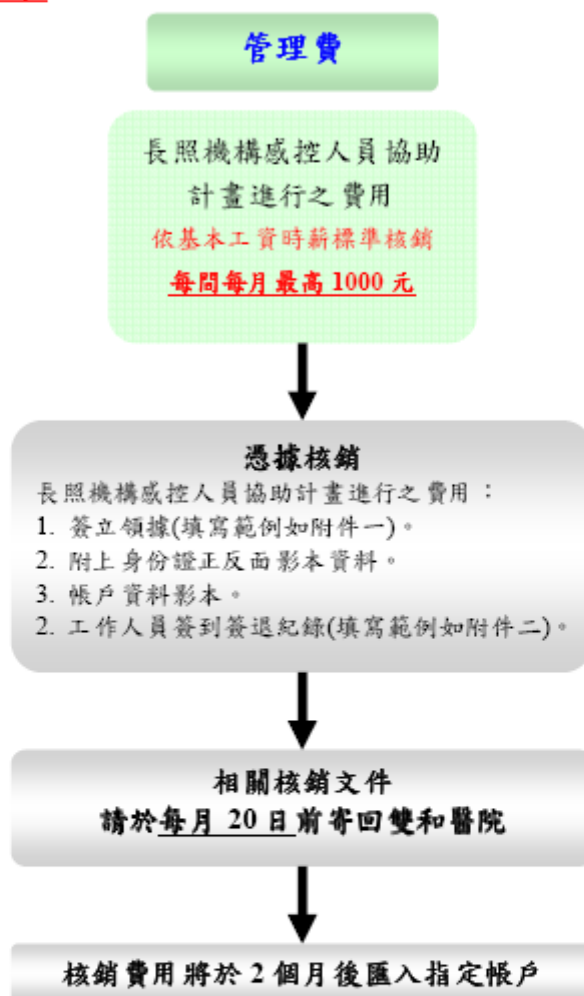 管理費
長照機構感控人員協助
計畫進行之費用
依基本工資時薪標準核銷
每間每月最高 1000 元
憑據核銷
長照機構感控人員協助計畫進行之費用：
1. 簽立領據(填寫範例如附件一)。
2. 附上身份證正反面影本資料。
3. 帳戶資料影本。
2. 工作人員簽到簽退紀錄(填寫範例如附件二)。
相關核銷文件
請於每月 20 日前寄回雙和醫院
核銷費用將於 2 個月後匯入指定帳戶